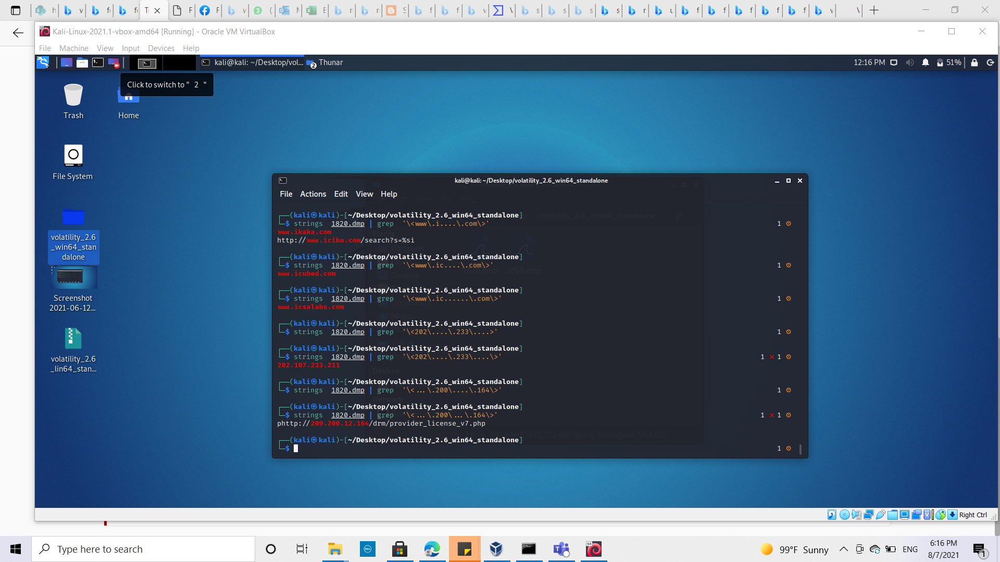 Kali-Linux-2021.1-vbox-amd64 [Running] - Oracle VM VirtualBox
File Machine View Input Devices Help
kali@kali: ~/Desktop/vol... 2 Thunar 12:16 PM 51%
Click to switch to " 2 "
Trash
Home
File System
volatility_2.6
_win64_stan
dalone
Screenshot
2021-06-12...
volatility_2.6
_lin64_stan...
kali@kali: ~/Desktop/volatility_2.6_win64_standalone
File Actions Edit View Help
┌──(kali㉿kali)-[~/Desktop/volatility_2.6_win64_standalone]
└─$ strings 1820.dmp | grep '\<www\.i....\.com\>' 1 ⚙
www.ikaka.com
http://www.iciba.com/search?s=%si
┌──(kali㉿kali)-[~/Desktop/volatility_2.6_win64_standalone]
└─$ strings 1820.dmp | grep '\<www\.ic....\.com\>' 1 ⚙
www.icubed.com
┌──(kali㉿kali)-[~/Desktop/volatility_2.6_win64_standalone]
└─$ strings 1820.dmp | grep '\<www\.ic......\.com\>' 1 ⚙
www.icsalabs.com
┌──(kali㉿kali)-[~/Desktop/volatility_2.6_win64_standalone]
└─$ strings 1820.dmp | grep '\<202\....\.233\....>' 1 ⚙
┌──(kali㉿kali)-[~/Desktop/volatility_2.6_win64_standalone]
└─$ strings 1820.dmp | grep '\<202\....\.233\....\>' 1 ⨯ 1 ⚙
202.107.233.211
┌──(kali㉿kali)-[~/Desktop/volatility_2.6_win64_standalone]
└─$ strings 1820.dmp | grep '\<...\.200\....\.164\>' 1 ⚙
┌──(kali㉿kali)-[~/Desktop/volatility_2.6_win64_standalone]
└─$ strings 1820.dmp | grep '\<...\.200\...\.164\>' 1 ⨯ 1 ⚙
phttp://209.200.12.164/drm/provider_license_v7.php
┌──(kali㉿kali)-[~/Desktop/volatility_2.6_win64_standalone]
└─$ 1 ⚙
Right Ctrl
Type here to search
99°F Sunny
ENG
6:16 PM
8/7/2021
1